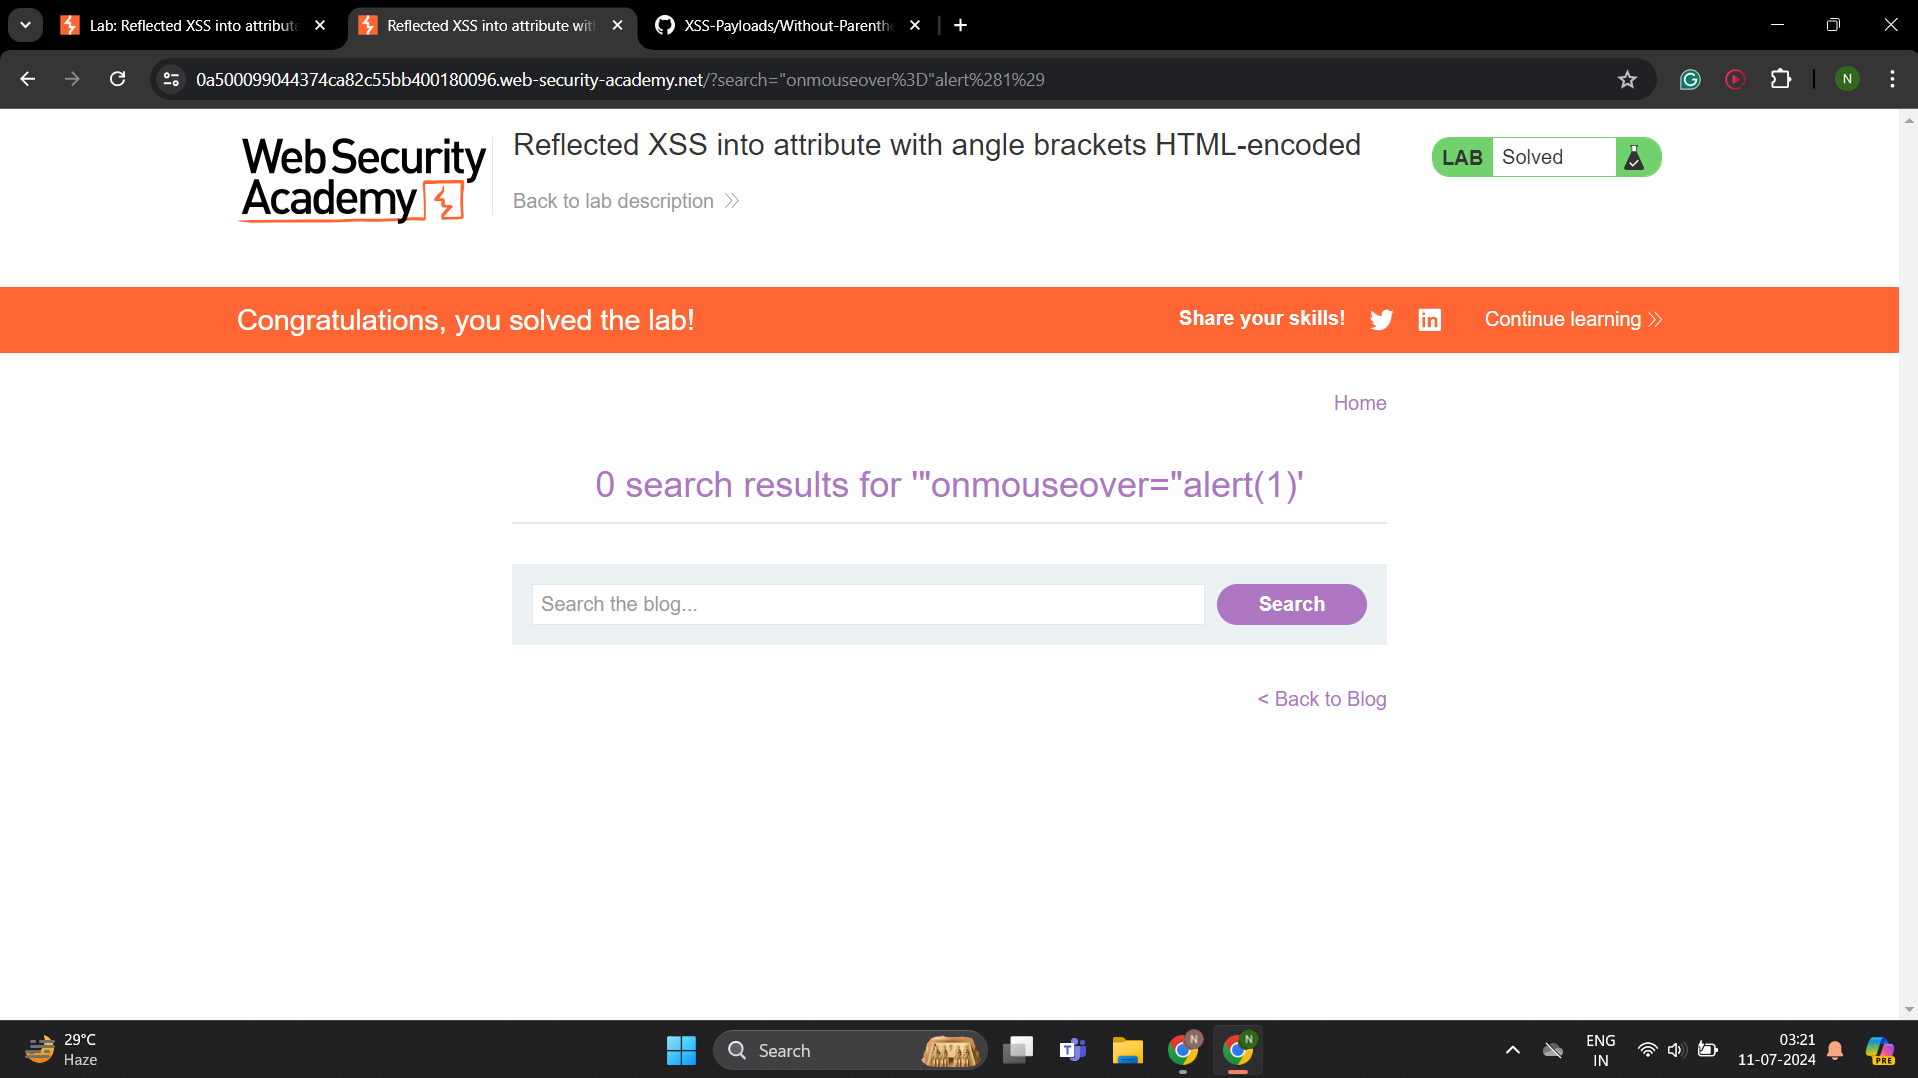 Lab: Reflected XSS into attribute
Reflected XSS into attribute wit
XSS-Payloads/Without-Parenthe
0a500099044374ca82c55bb400180096.web-security-academy.net/?search="onmouseover%3D"alert%281%29
N
Web Security
Academy
Reflected XSS into attribute with angle brackets HTML-encoded
Back to lab description
LAB Solved
Congratulations, you solved the lab!
Share your skills!
Continue learning
Home
0 search results for '"onmouseover="alert(1)'
Search the blog...
Search
< Back to Blog
29°C
Haze
Search
N
N
ENG
IN
03:21
11-07-2024
PRE